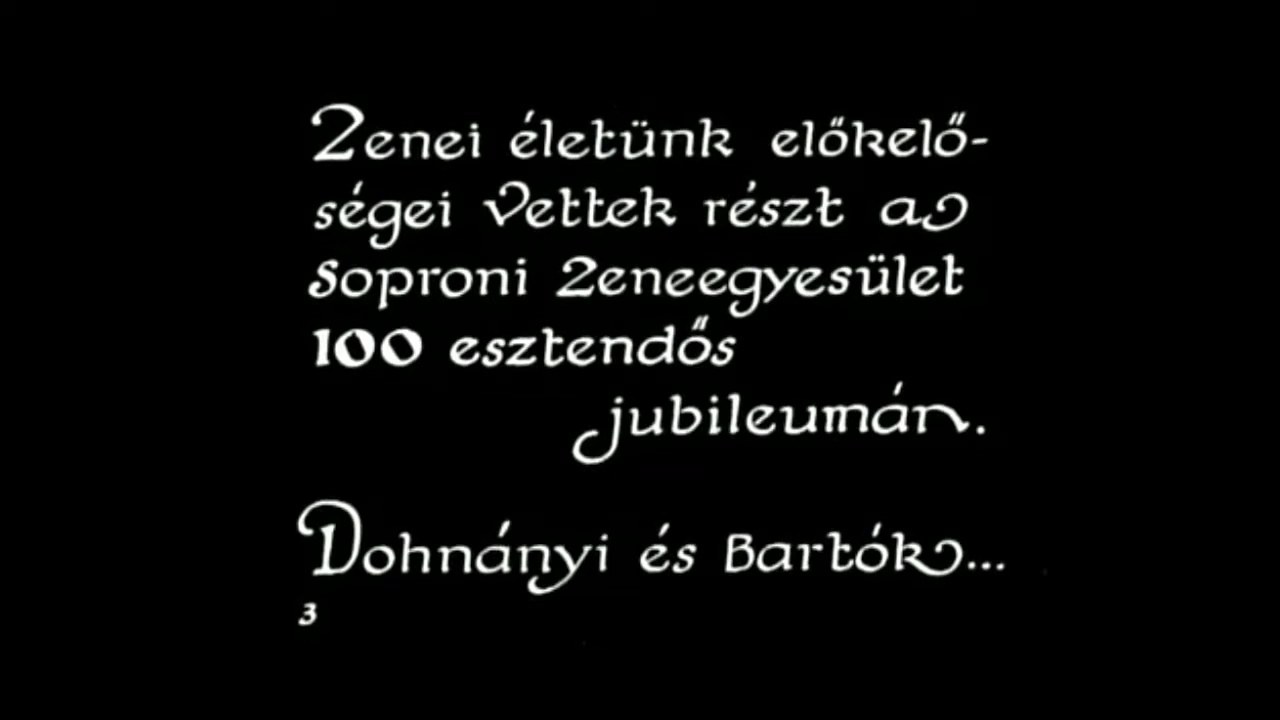 Zenei életünk előkelő-
ségei Vettek részt a
Soproni Zeneegyesület
100 esztendős
jubileumán.
Dohnányi és Bartók...
3